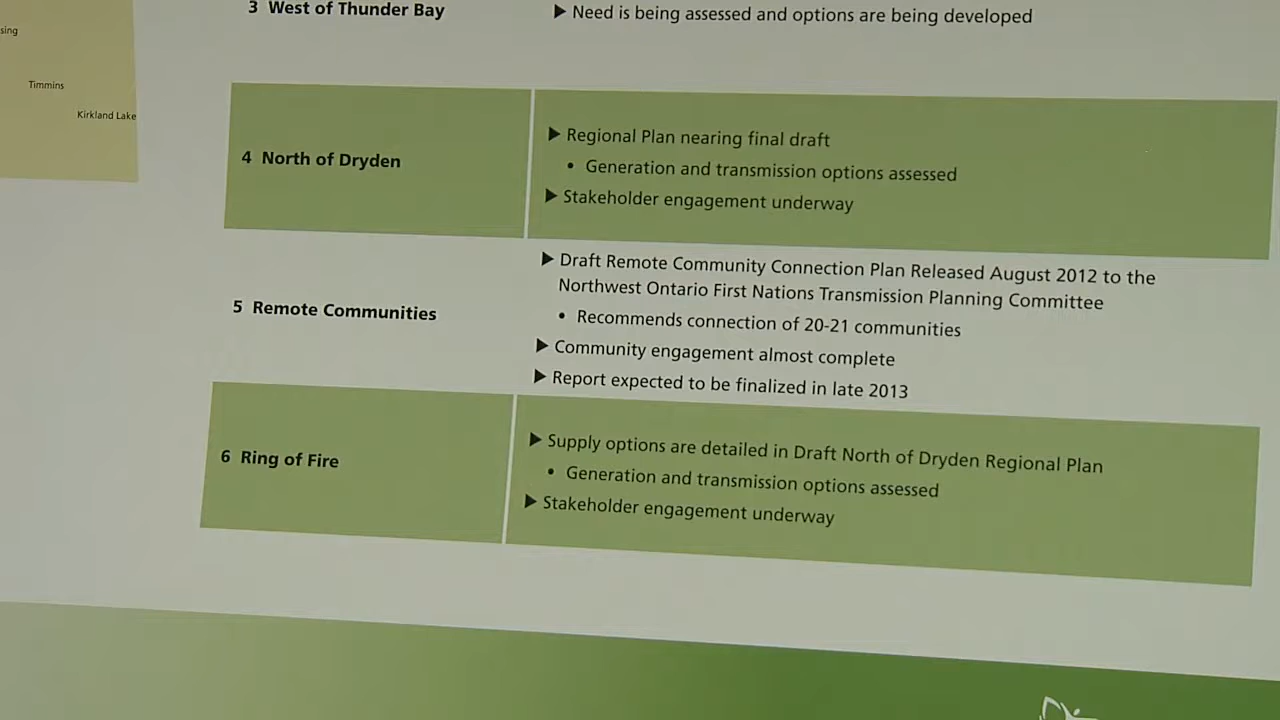 sing
Timmins
Kirkland Lake
3 West of Thunder Bay
▶ Need is being assessed and options are being developed
4 North of Dryden
▶ Regional Plan nearing final draft
• Generation and transmission options assessed
▶ Stakeholder engagement underway
5 Remote Communities
▶ Draft Remote Community Connection Plan Released August 2012 to the
Northwest Ontario First Nations Transmission Planning Committee
• Recommends connection of 20-21 communities
▶ Community engagement almost complete
▶ Report expected to be finalized in late 2013
6 Ring of Fire
▶ Supply options are detailed in Draft North of Dryden Regional Plan
• Generation and transmission options assessed
▶ Stakeholder engagement underway